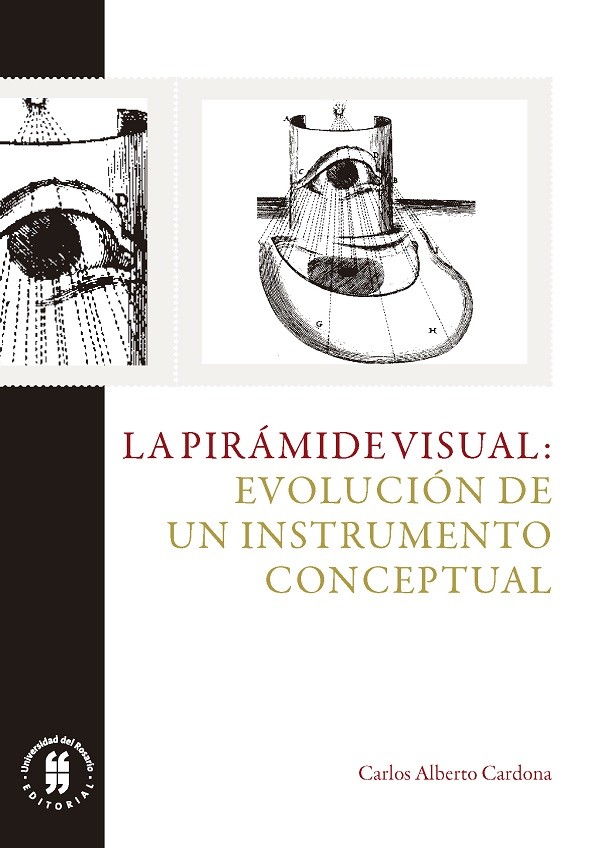 B
A
C
D
B
G
H
LA PIRÁMIDE VISUAL:
EVOLUCIÓN DE
UN INSTRUMENTO
CONCEPTUAL
Carlos Alberto Cardona
Universidad del Rosario
EDITORIAL